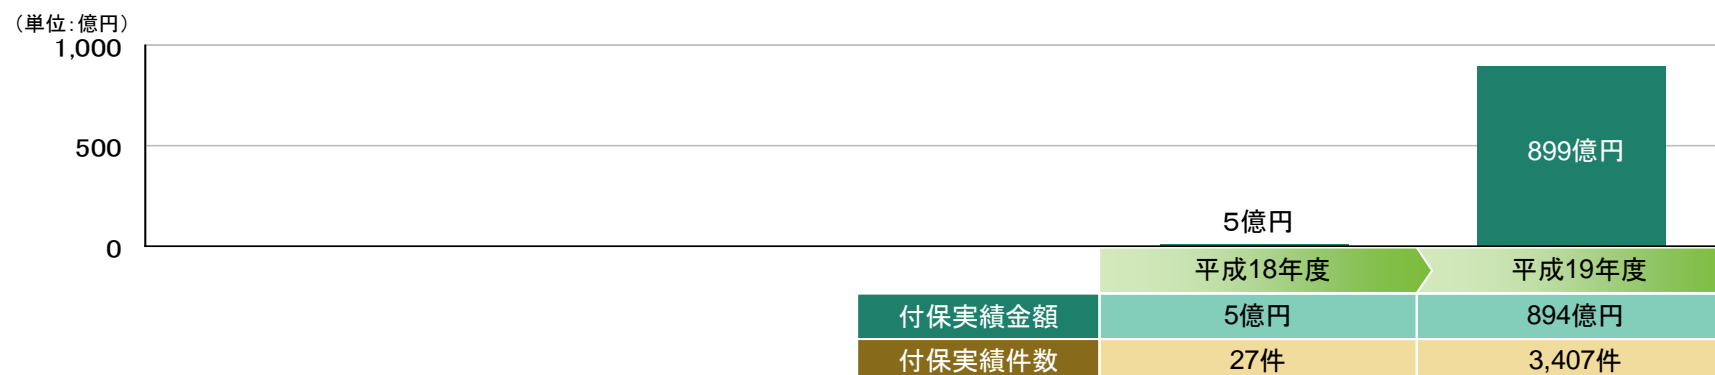 （単位：億円）
1,000
500
0
5億円
899億円
平成18年度 平成19年度
付保実績金額 5億円 894億円
付保実績件数 27件 3,407件